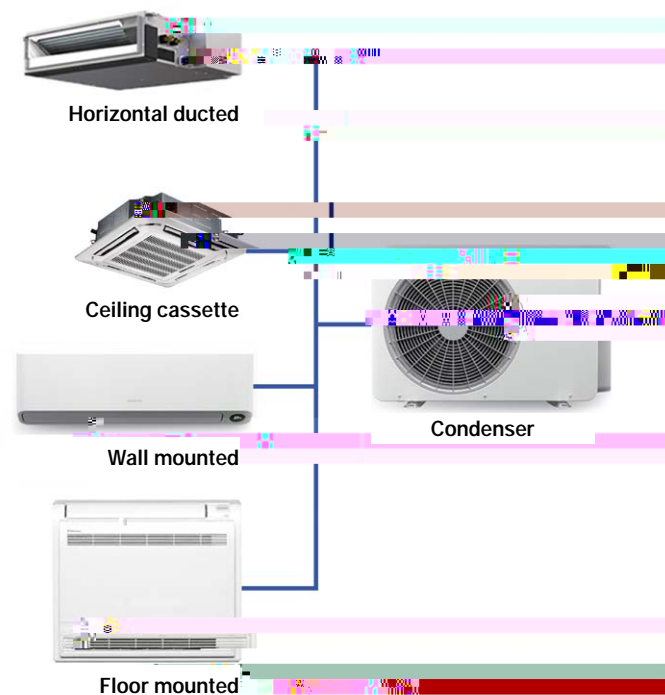 Horizontal ducted
Ceiling cassette
Condenser
Wall mounted
Floor mounted